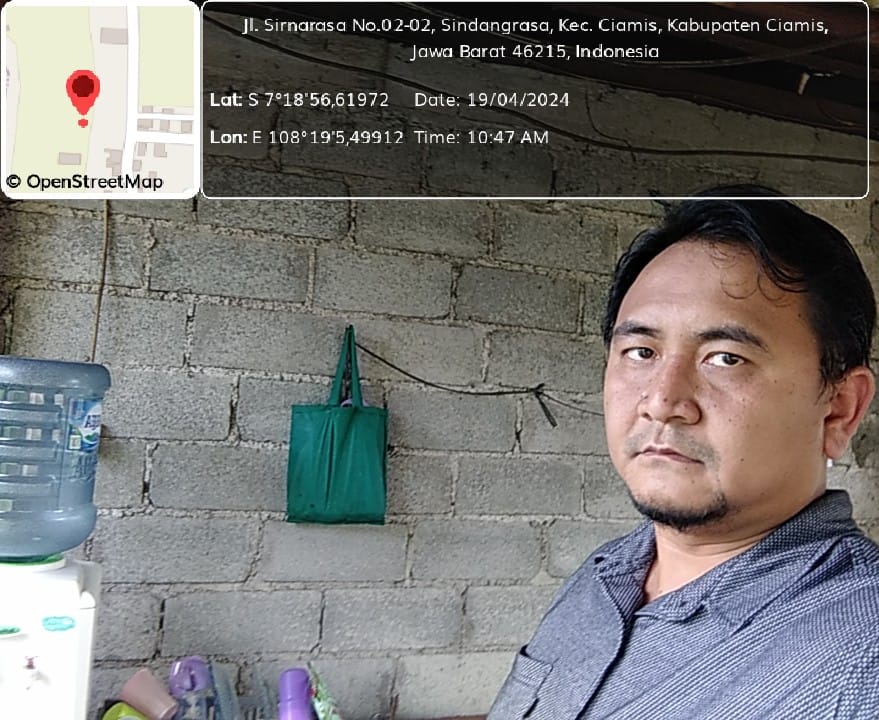 Jl. Sirnarasa No.02-02, Sindangrasa, Kec. Ciamis, Kabupaten Ciamis,
Jawa Barat 46215, Indonesia
Lat: S 7°18'56,61972 Date: 19/04/2024
Lon: E 108°19'5,49912 Time: 10:47 AM
© OpenStreetMap